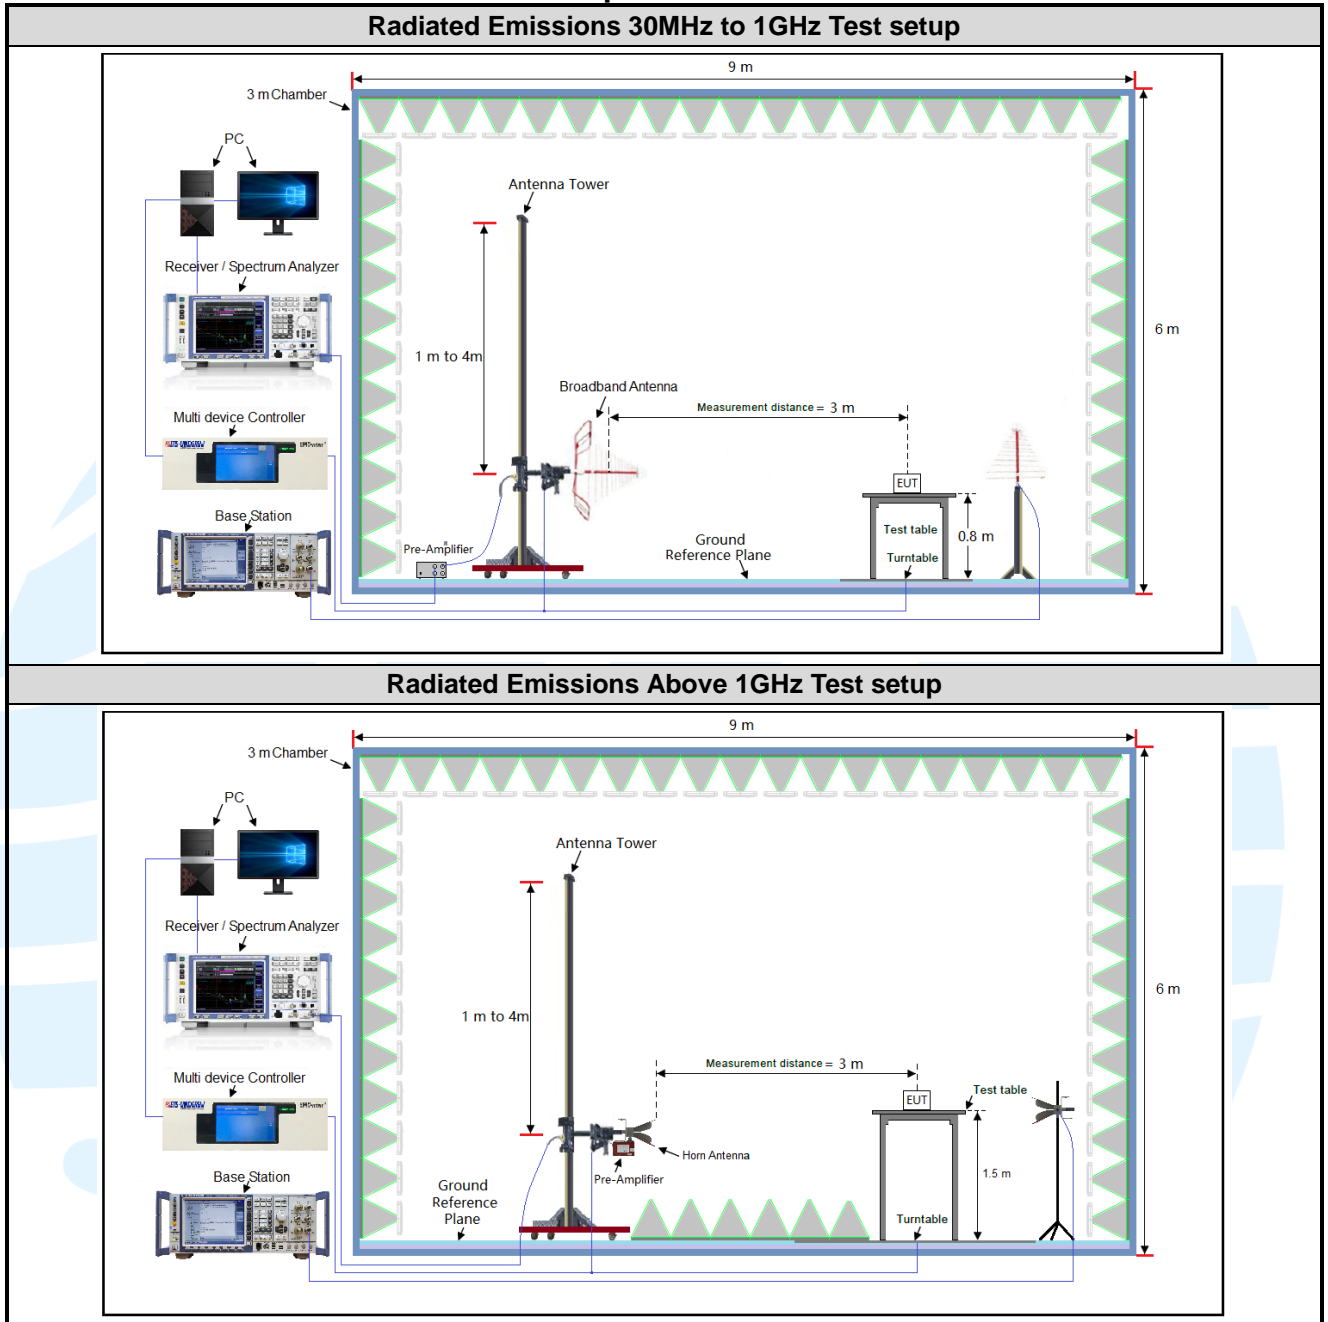 Radiated Emissions 30MHz to 1GHz Test setup
9 m
3 m Chamber
PC
Antenna Tower
Receiver / Spectrum Analyzer
6 m
1 m to 4m
Broadband Antenna
Measurement distance = 3 m
Multi device Controller
EUT
Base Station
Test table
0.8 m
Ground
Reference Plane
Pre-Amplifier
Turntable
Radiated Emissions Above 1GHz Test setup
9 m
3 m Chamber
PC
Antenna Tower
Receiver / Spectrum Analyzer
6 m
1 m to 4m
Measurement distance = 3 m
Multi device Controller
Test table
EUT
Horn Antenna
Pre-Amplifier
1.5 m
Base Station
Ground
Reference
Plane
Turntable